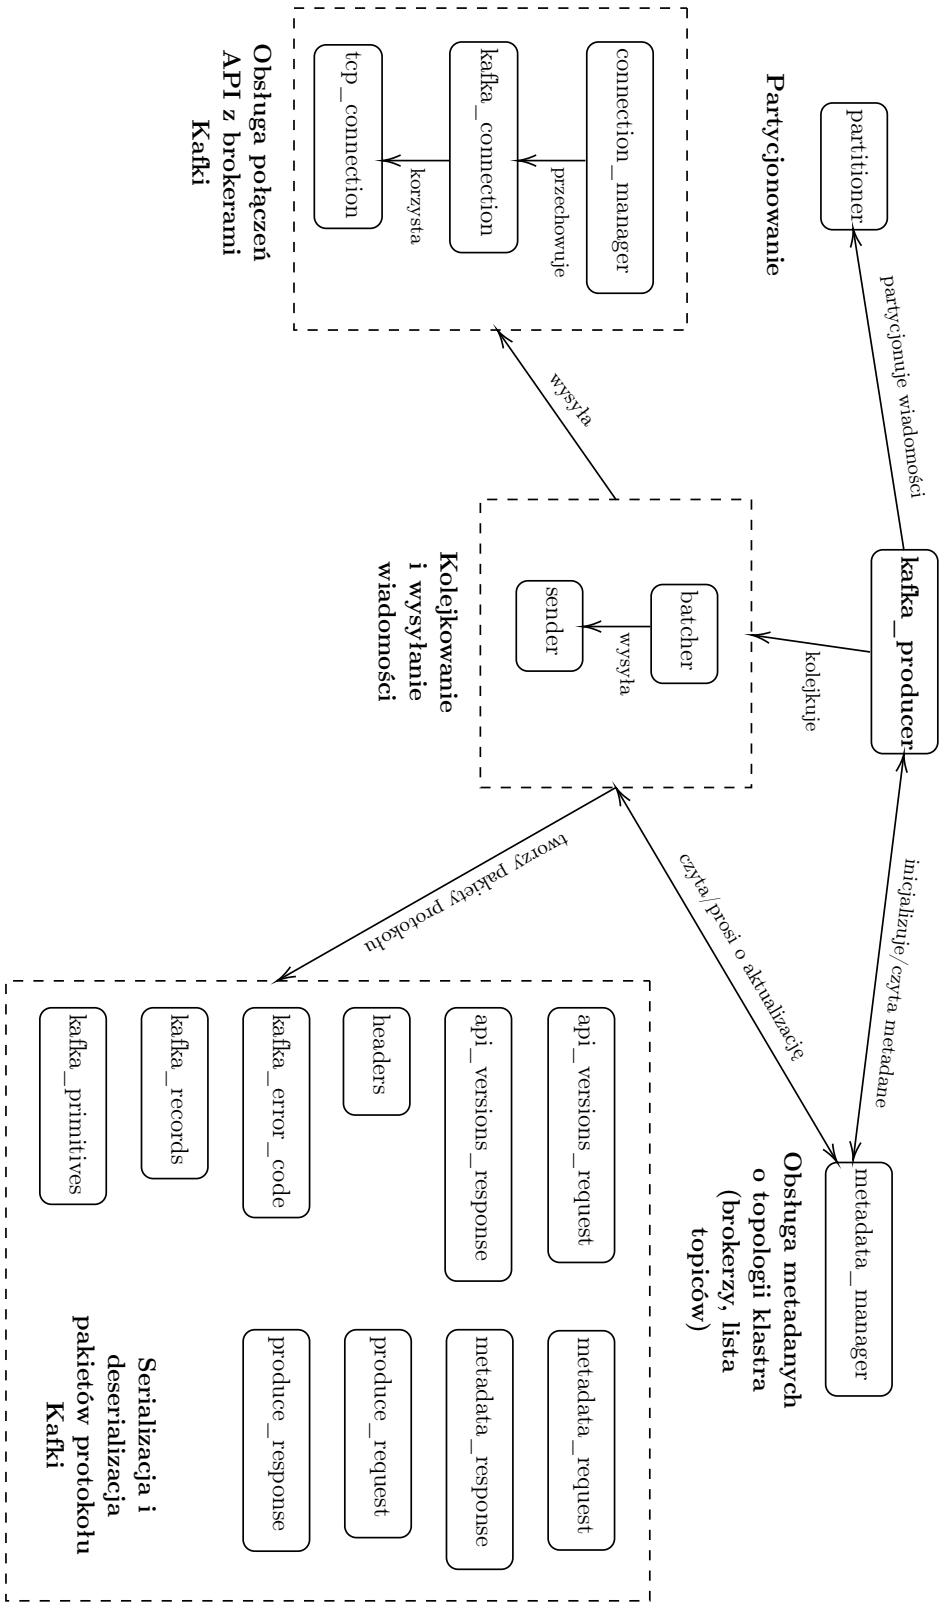 kafka_producer
partycjonuje wiadomości
inicjalizuje/czyta metadane
kolejkuje
partitioner
Partycjonowanie
metadata_manager
Obsługa metadanych
o topologii klastra
(brokerzy, lista
topiców)
batcher
wysyła
sender
Kolejkowanie
i wysyłanie
wiadomości
wysyła
czyta/prosi o aktualizację
tworzy pakiety protokołu
connection_manager
przechowuje
kafka_connection
korzysta
tcp_connection
Obsługa połączeń
API z brokerami
Kafki
api_versions_request
metadata_request
api_versions_response
metadata_response
headers
produce_request
kafka_error_code
produce_response
kafka_records
kafka_primitives
Serializacja i
deserializacja
pakietów protokołu
Kafki